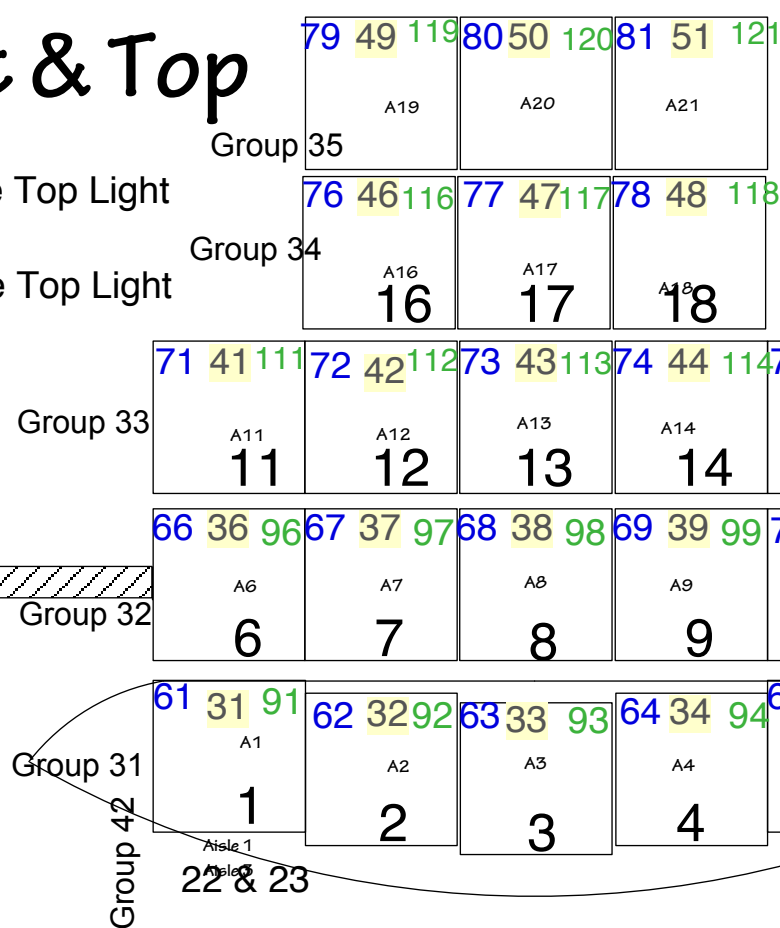 & Top
79 49 119 80 50 120 81 51 121
A19 A20 A21
Group 35
76 46 116 77 47 117 78 48 118
Top Light
Group 34
A16 A17 A18
16 17 18
Top Light
71 41 111 72 42 112 73 43 113 74 44 114
Group 33
A11 A12 A13 A14
11 12 13 14
66 36 96 67 37 97 68 38 98 69 39 99
A6 A7 A8 A9
Group 32
6 7 8 9
61 31 91 62 32 92 63 33 93 64 34 94
A1 A2 A3 A4
Group 31
1 2 3 4
Group 42
Aisle 1
22 & 23